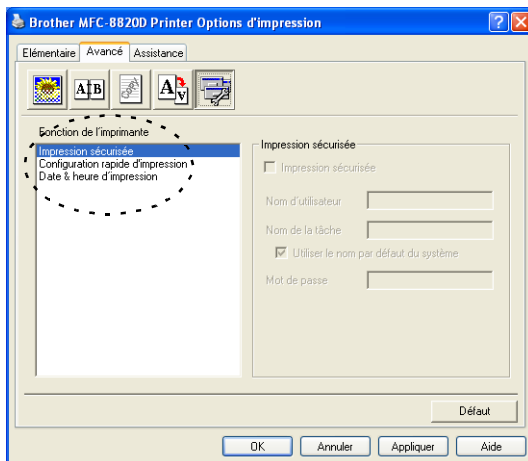 Brother MFC-8820D Printer Options d'impression
Elémentaire Avancé Assistance
A B
A A
Fonction de l'imprimante
Impression sécurisée
Configuration rapide d'impression
Date & heure d'impression
Impression sécurisée
Impression sécurisée
Nom d'utilisateur
Nom de la tâche
Utiliser le nom par défaut du système
Mot de passe
Défaut
OK Annuler Appliquer Aide